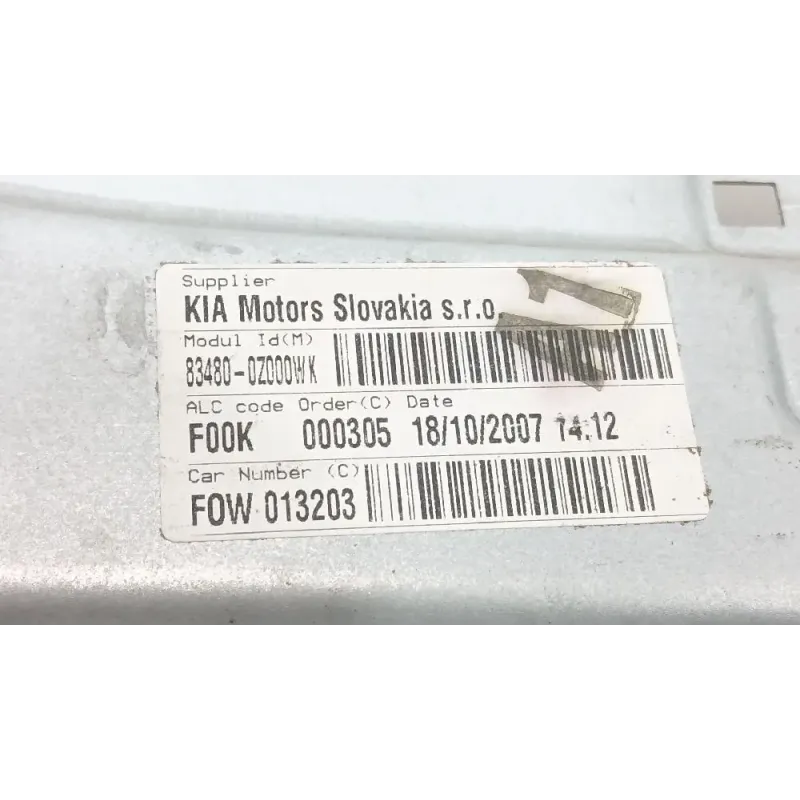 Supplier
KIA Motors Slovakia s.r.o.
Modul Id(M)
83480-0Z000WK
ALC code Order(C) Date
F00K 000305 18/10/2007 14:12
Car Number (C)
FOW 013203